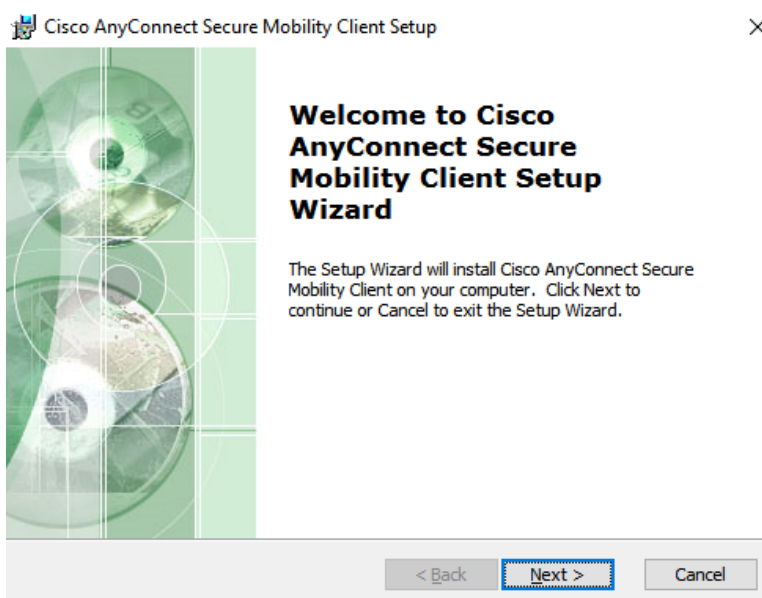 Cisco AnyConnect Secure Mobility Client Setup
Welcome to Cisco
AnyConnect Secure
Mobility Client Setup
Wizard
The Setup Wizard will install Cisco AnyConnect Secure
Mobility Client on your computer. Click Next to
continue or Cancel to exit the Setup Wizard.
< Back Next > Cancel